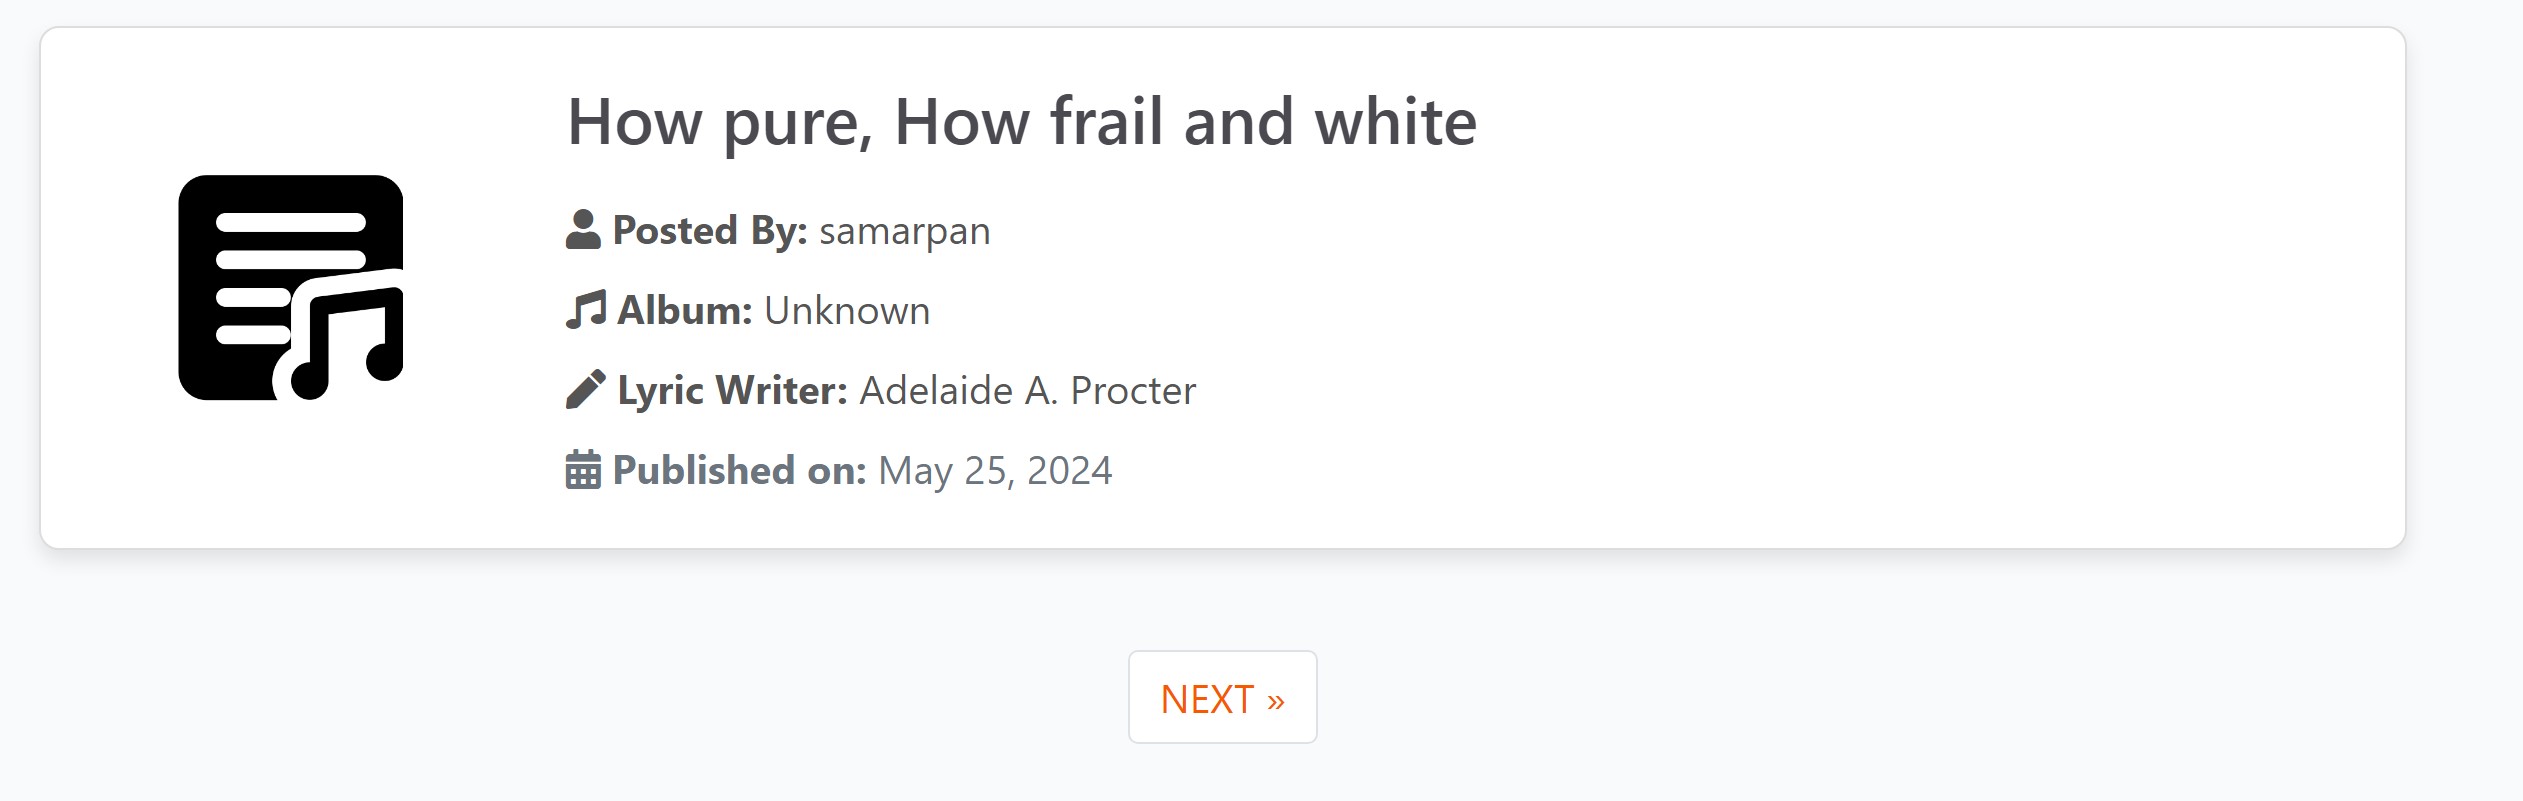 How pure, How frail and white
Posted By: samarpan
Album: Unknown
Lyric Writer: Adelaide A. Procter
Published on: May 25, 2024
NEXT »